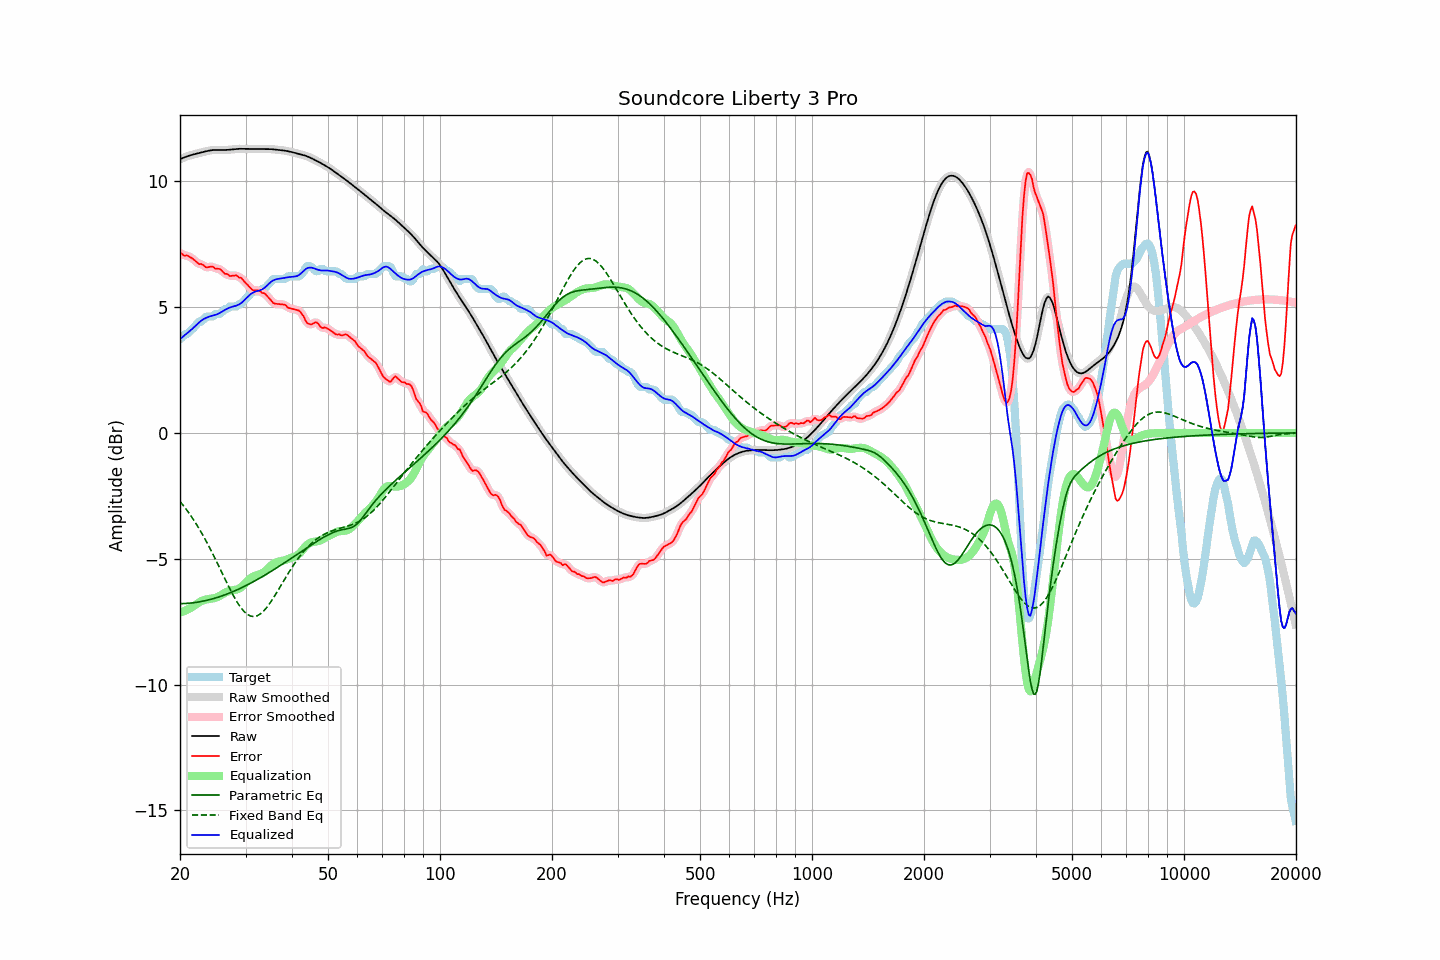 Soundcore Liberty 3 Pro
Amplitude (dBr)
10
5
0
−5
−10
−15
Target
Raw Smoothed
Error Smoothed
Raw
Error
Equalization
Parametric Eq
Fixed Band Eq
Equalized
20 50 100 200 500 1000 2000 5000 10000 20000
Frequency (Hz)